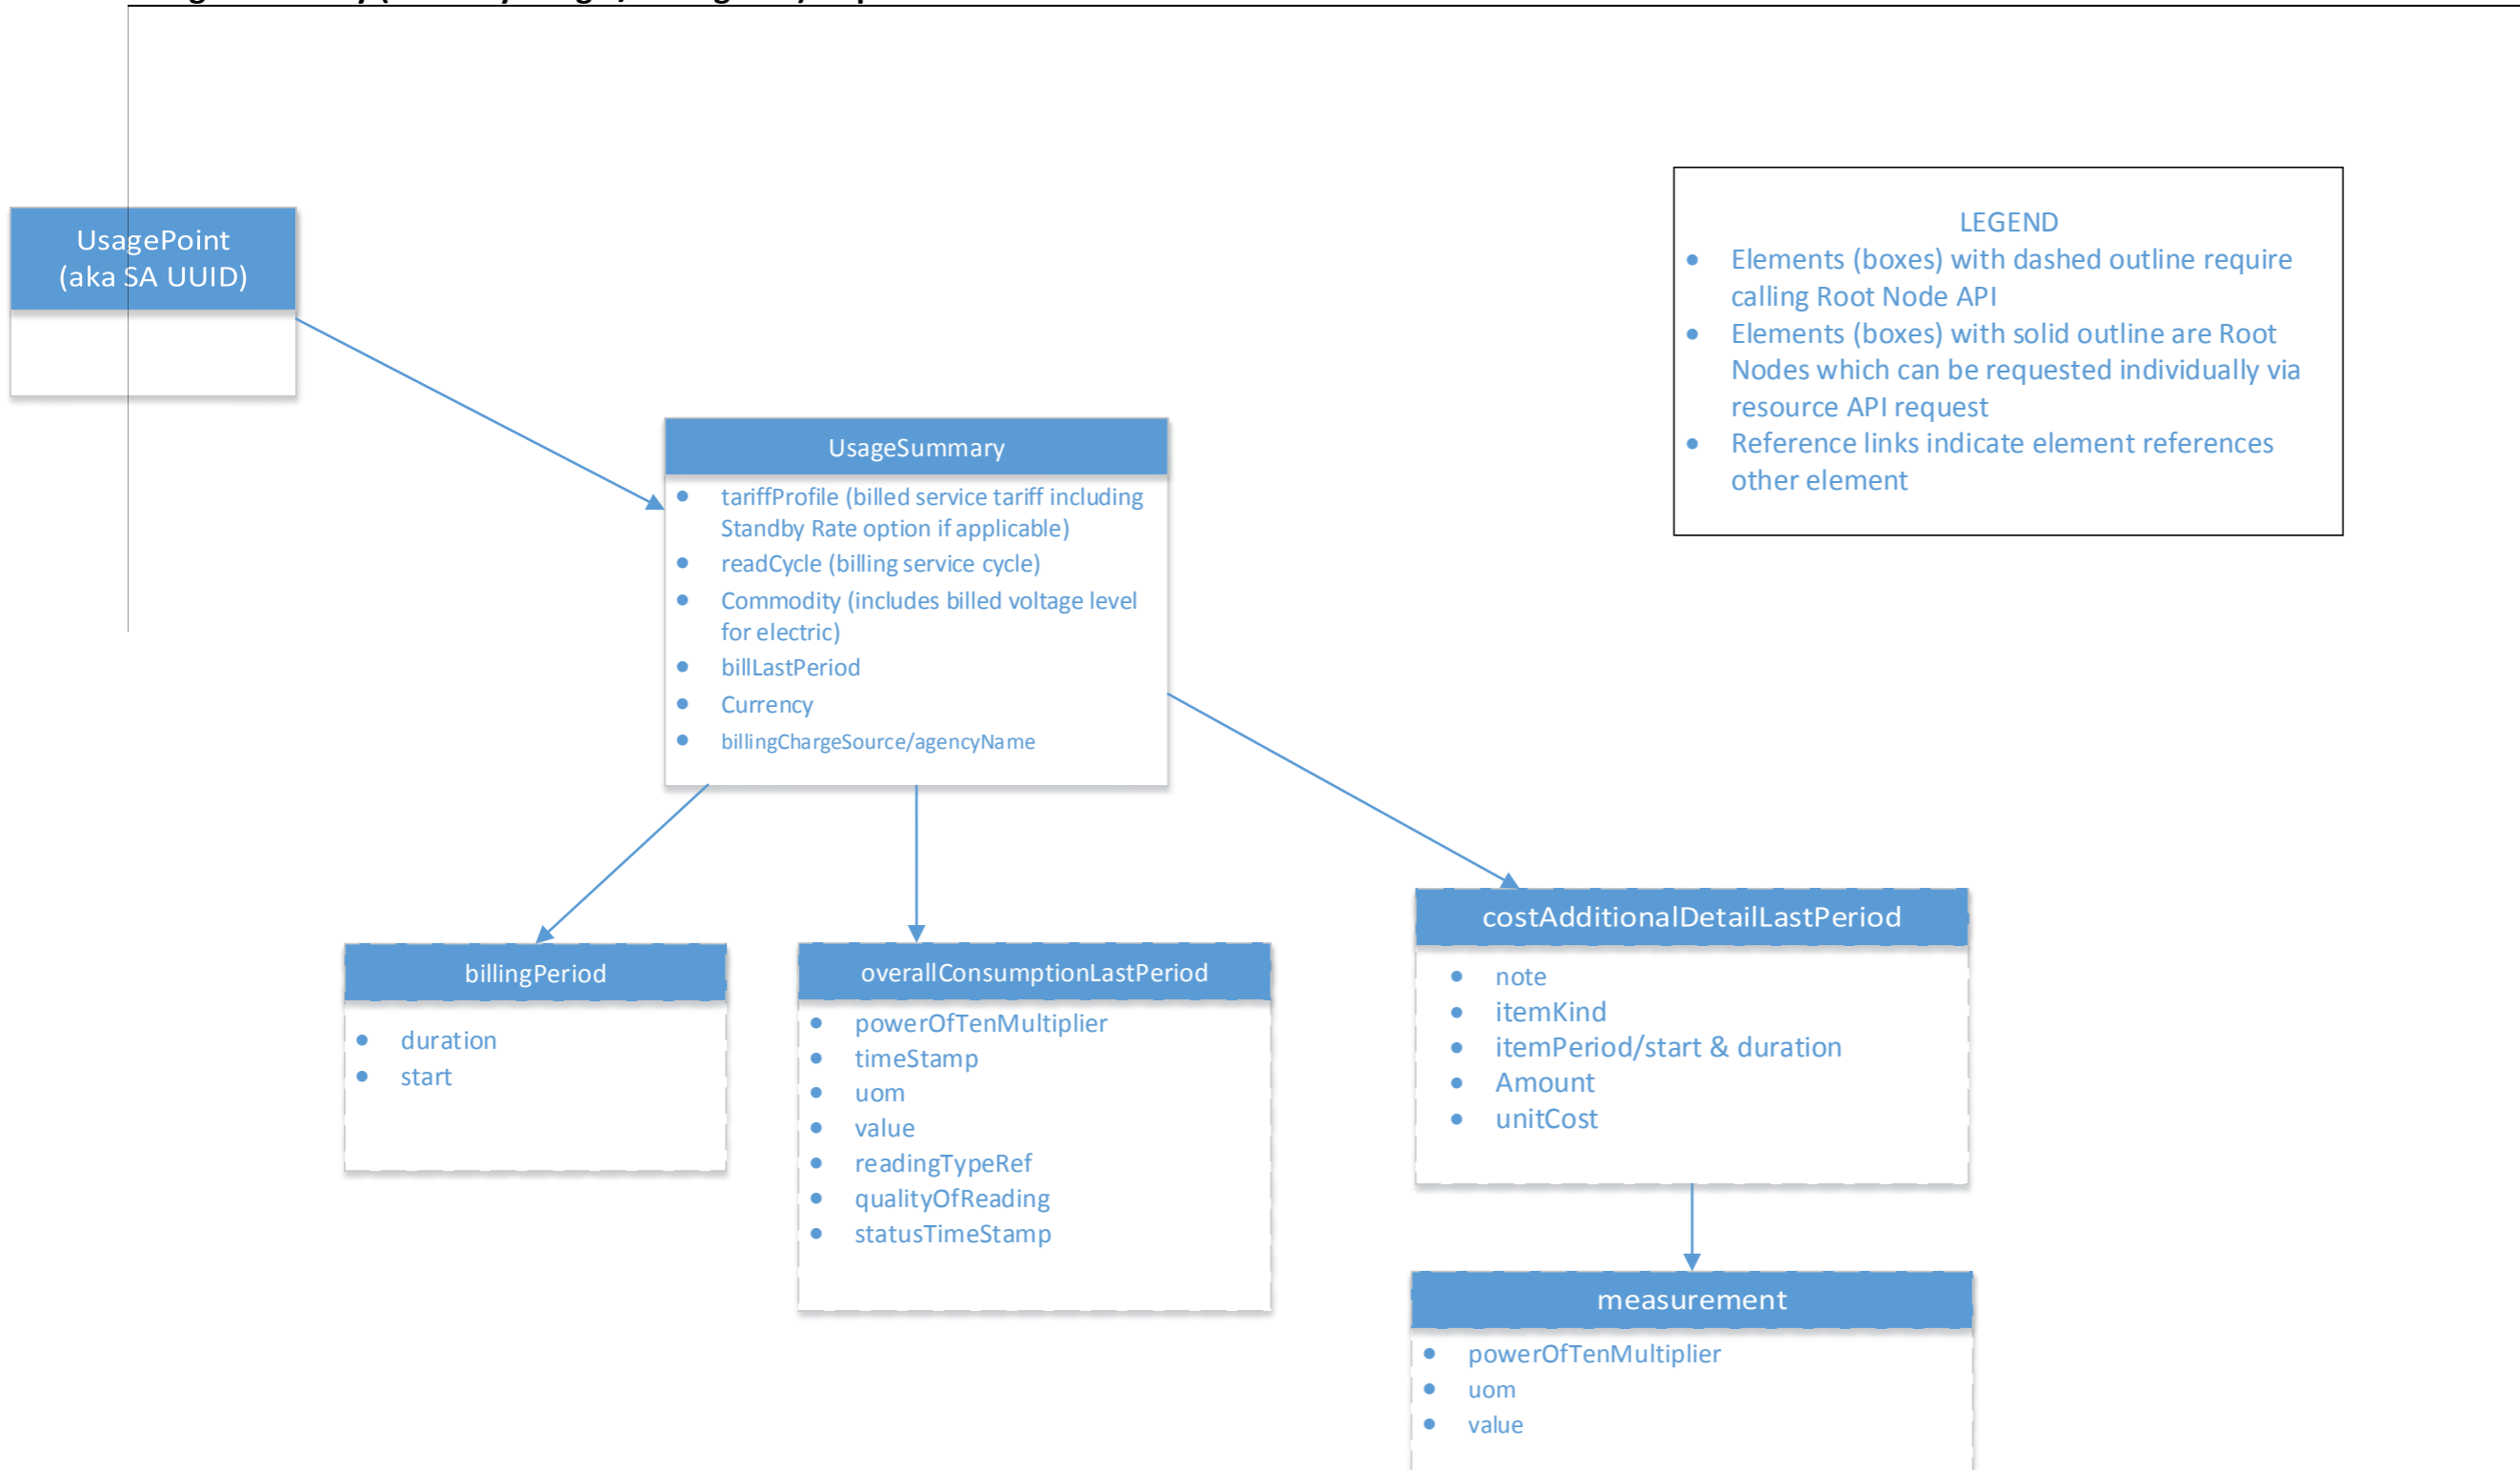 UsagePoint
(aka SA UUID)
LEGEND
• Elements (boxes) with dashed outline require
calling Root Node API
• Elements (boxes) with solid outline are Root
Nodes which can be requested individually via
resource API request
• Reference links indicate element references
other element
UsageSummary
• tariffProfile (billed service tariff including
Standby Rate option if applicable)
• readCycle (billing service cycle)
• Commodity (includes billed voltage level
for electric)
• billLastPeriod
• Currency
• billingChargeSource/agencyName
billingPeriod
• duration
• start
overallConsumptionLastPeriod
• powerOfTenMultiplier
• timeStamp
• uom
• value
• readingTypeRef
• qualityOfReading
• statusTimeStamp
costAdditionalDetailLastPeriod
• note
• itemKind
• itemPeriod/start & duration
• Amount
• unitCost
measurement
• powerOfTenMultiplier
• uom
• value